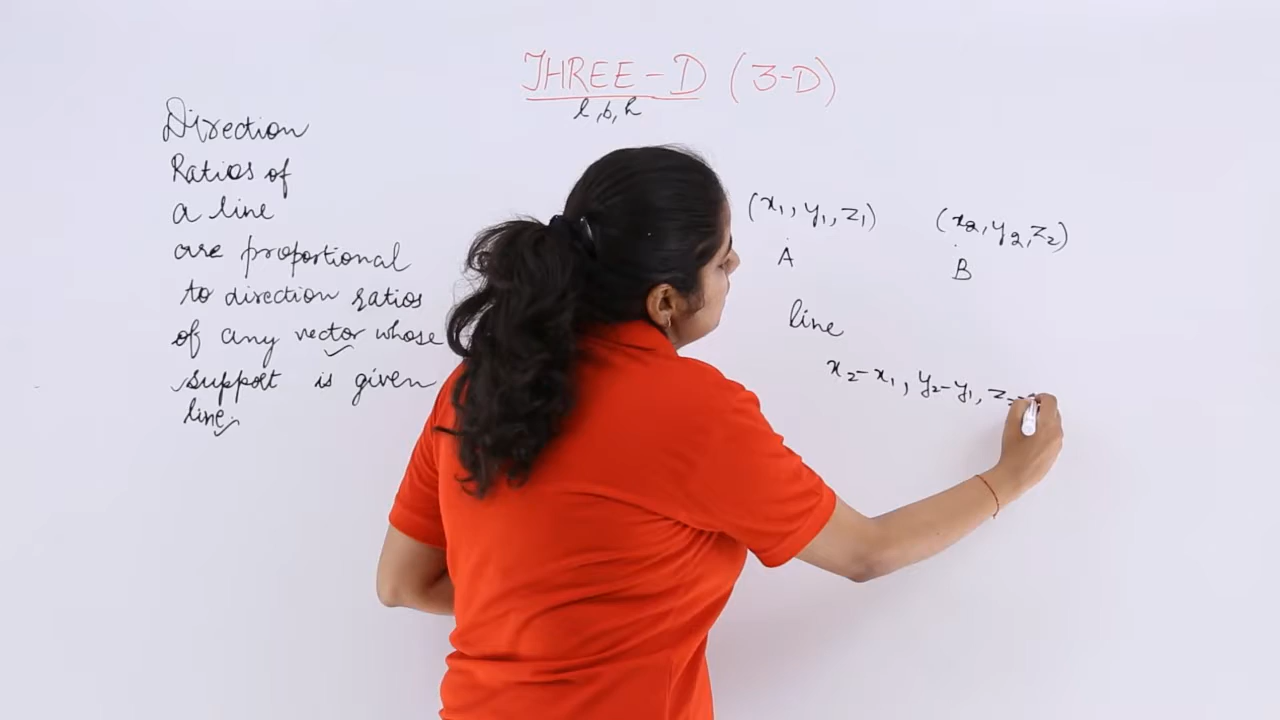 THREE-D (3-D)
l, b, h
Direction
Ratios of
a line
are proportional
to direction ratios
of any vector whose
support is given
line.
(x₁, y₁, z₁) (x₂, y₂, z₂)
A B
line
x₂-x₁, y₂-y₁, z₂-